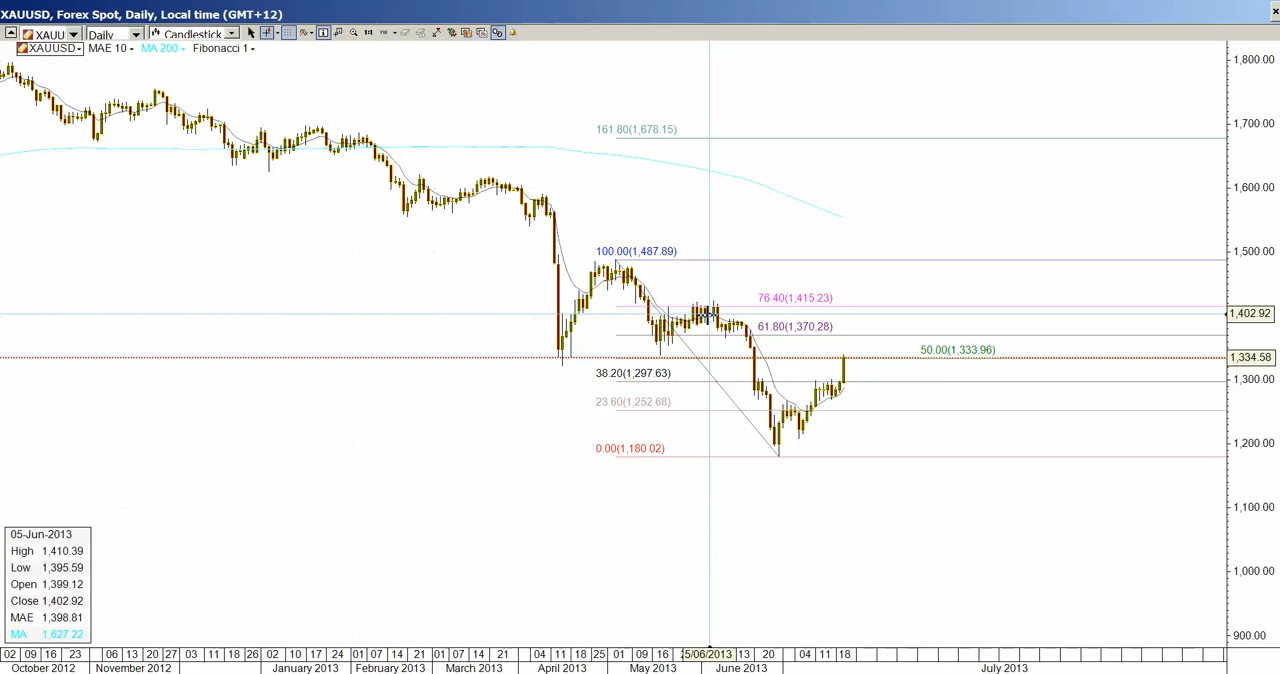 XAUUSD, Forex Spot, Daily, Local time (GMT+12)
XAUU Daily Candlestick 1:1
XAUUSD MAE 10 MA 200 Fibonacci 1
1,800.00
1,700.00
161.80(1,678.15)
1,600.00
100.00(1,487.89)
1,500.00
76.40(1,415.23)
1,402.92
61.80(1,370.28)
50.00(1,333.96)
1,334.58
38.20(1,297.63)
1,300.00
23.60(1,252.68)
0.00(1,180.02)
1,200.00
1,100.00
1,000.00
900.00
05-Jun-2013
High 1,410.39
Low 1,395.59
Open 1,399.12
Close 1,402.92
MAE 1,398.81
MA 1,627.22
02 09 16 23 06 13 20 27 03 11 18 26 02 10 17 24 01 07 14 21 01 07 14 21 04 11 18 25 01 09 16 5/06/2013 13 20 04 11 18
October 2012 November 2012 January 2013 February 2013 March 2013 April 2013 May 2013 June 2013 July 2013